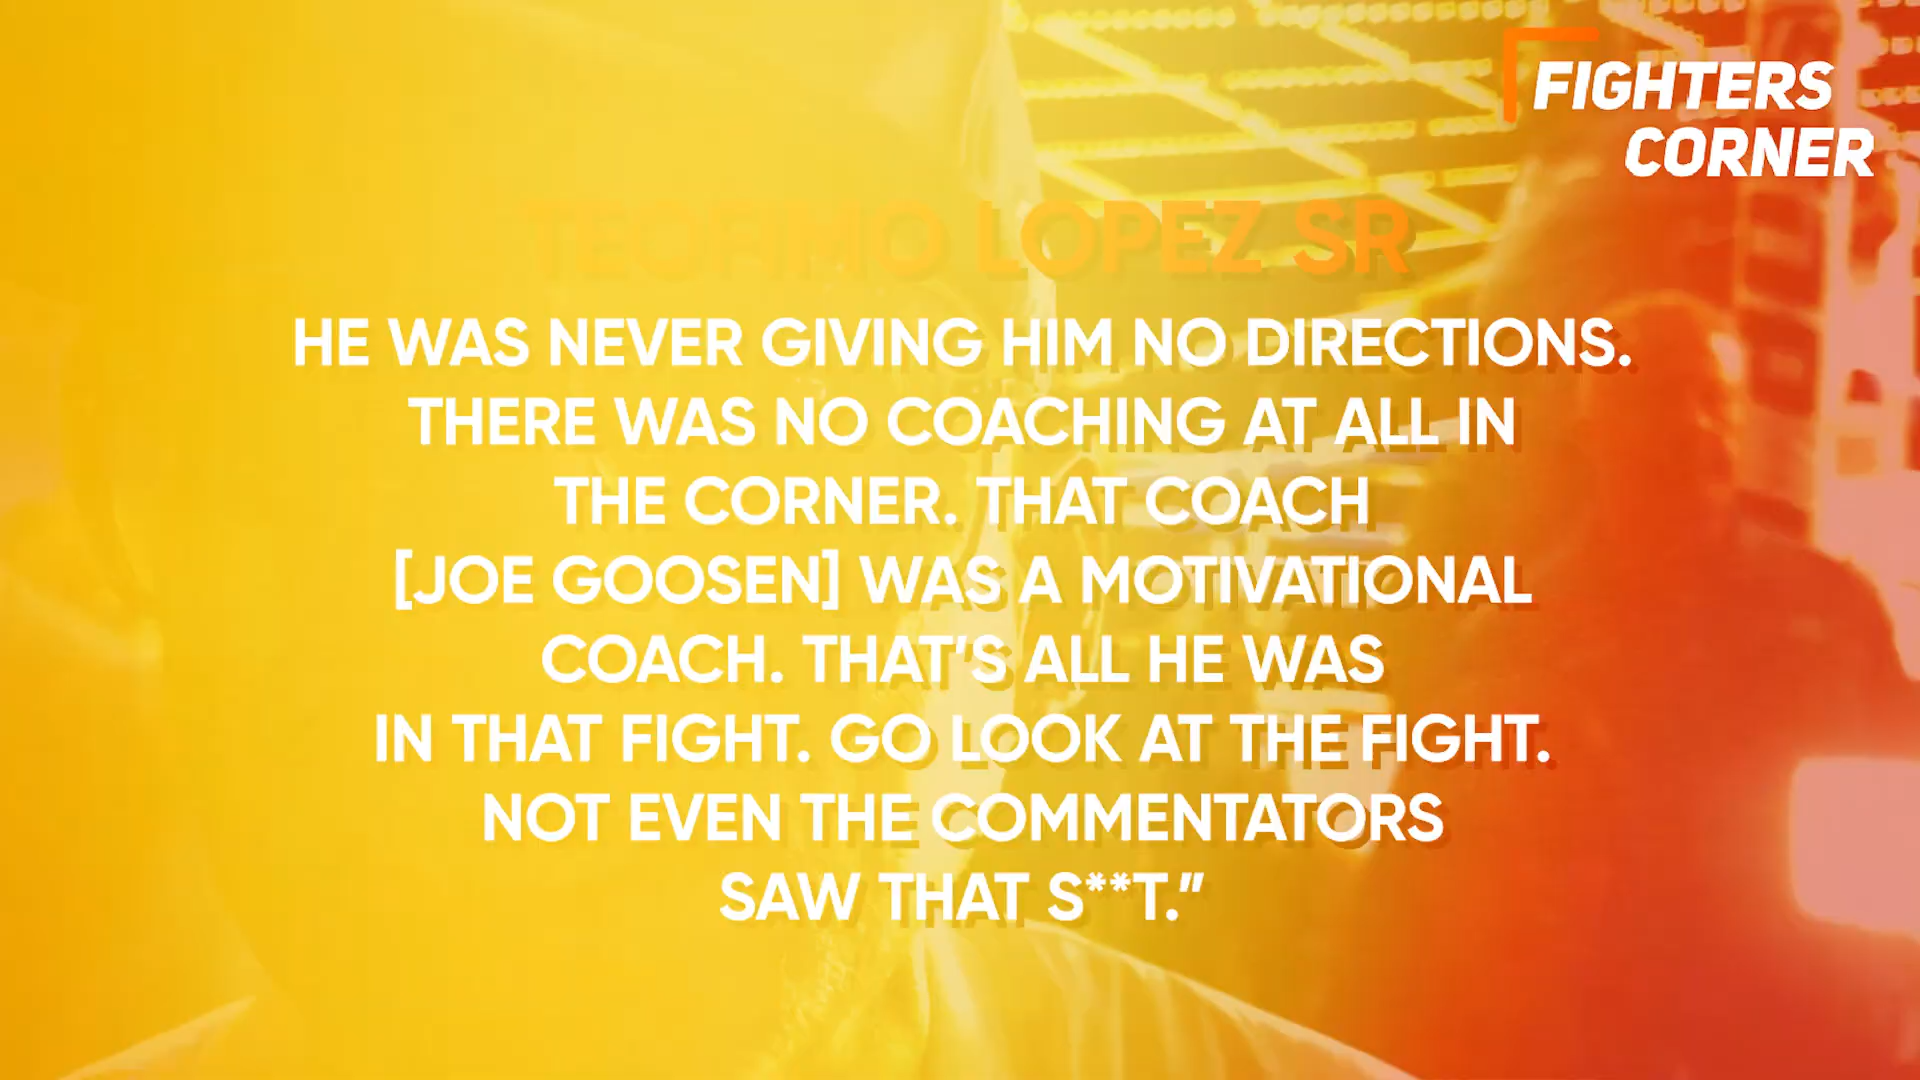 FIGHTERS
CORNER
TEOFIMO LOPEZ SR
HE WAS NEVER GIVING HIM NO DIRECTIONS.
THERE WAS NO COACHING AT ALL IN
THE CORNER. THAT COACH
[JOE GOOSEN] WAS A MOTIVATIONAL
COACH. THAT'S ALL HE WAS
IN THAT FIGHT. GO LOOK AT THE FIGHT.
NOT EVEN THE COMMENTATORS
SAW THAT S**T.”